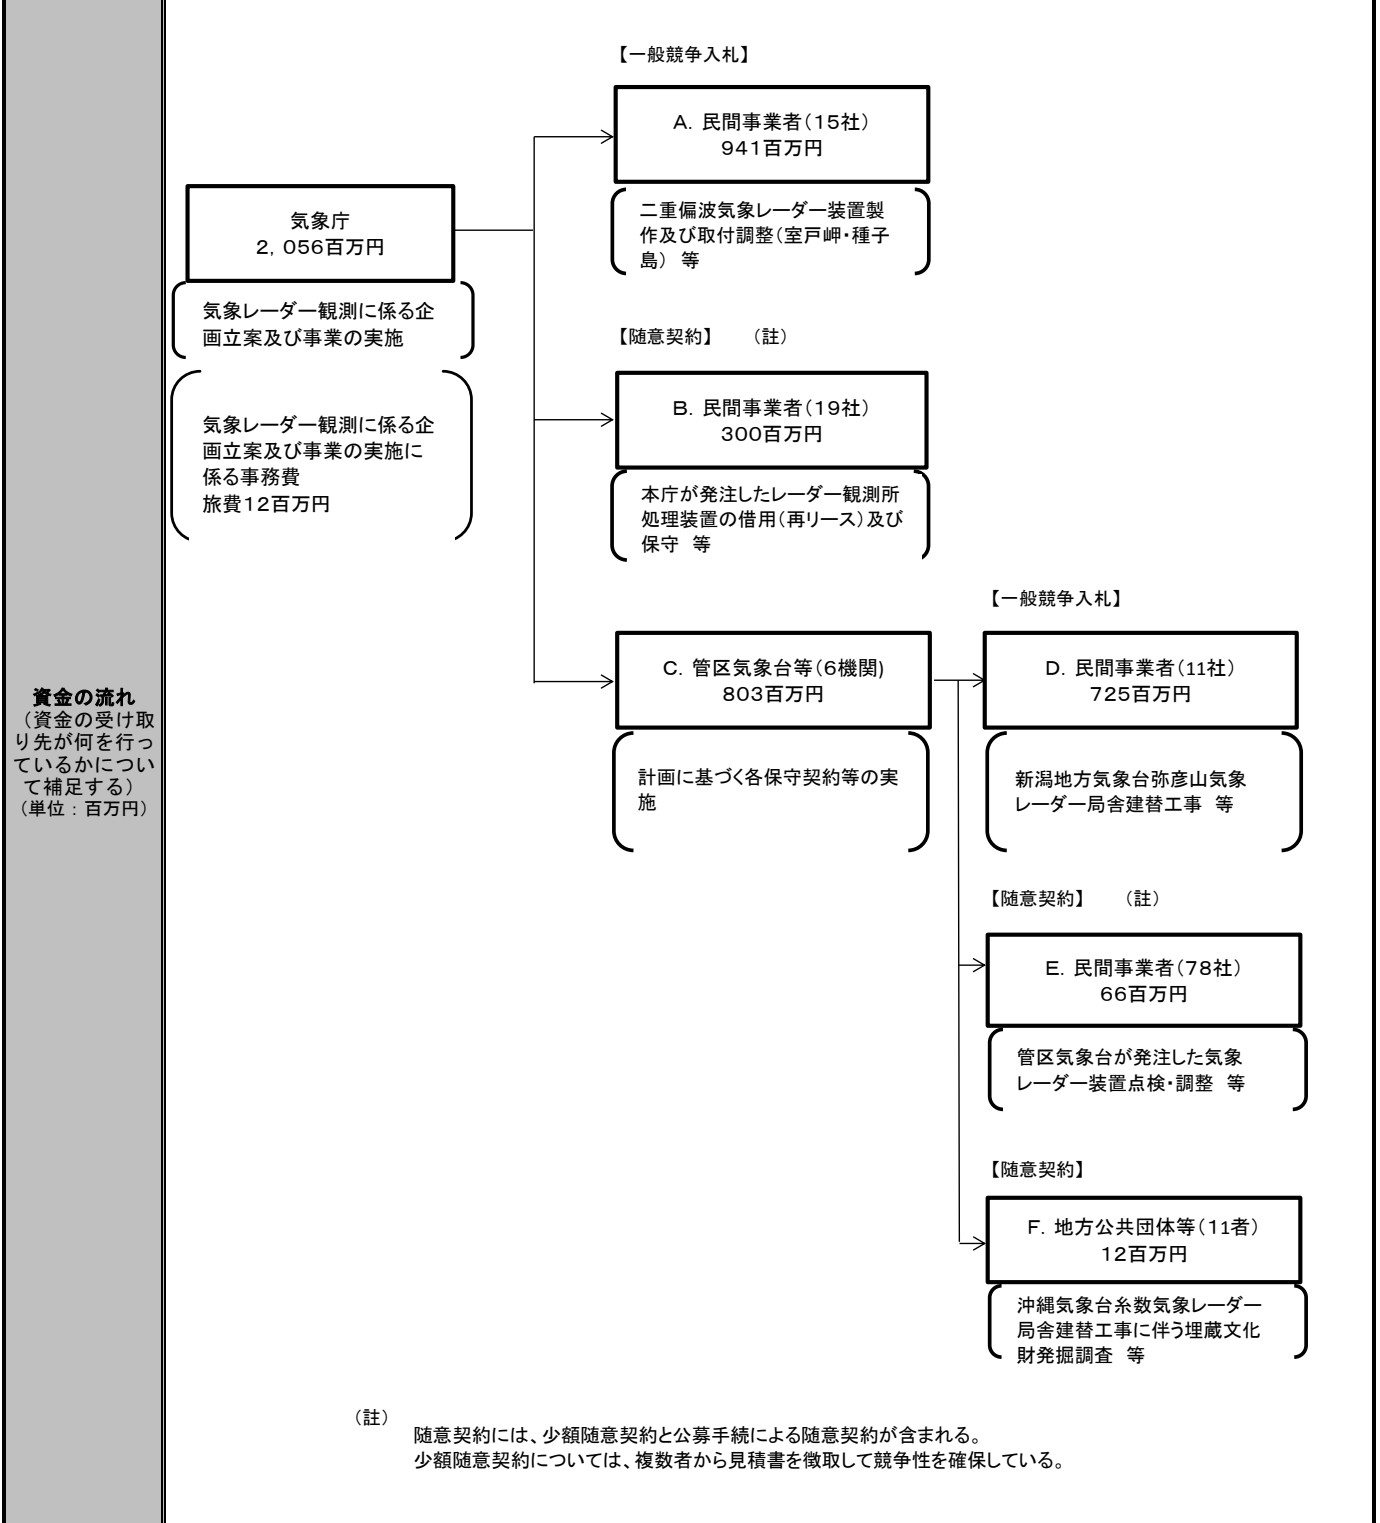 資金の流れ
（資金の受け取
り先が何を行っ
ているかについ
て補足する）
（単位：百万円）
気象庁
２，０５６百万円
気象レーダー観測に係る企
画立案及び事業の実施
気象レーダー観測に係る企
画立案及び事業の実施に
係る事務費
旅費１２百万円
【一般競争入札】
Ａ．民間事業者（１５社）
９４１百万円
二重偏波気象レーダー装置製
作及び取付調整（室戸岬・種子
島）　等
【随意契約】　（註）
Ｂ．民間事業者（１９社）
３００百万円
本庁が発注したレーダー観測所
処理装置の借用（再リース）及び
保守　等
Ｃ．管区気象台等（６機関)
８０３百万円
計画に基づく各保守契約等の実
施
【一般競争入札】
Ｄ．民間事業者（11社）
７２５百万円
新潟地方気象台弥彦山気象
レーダー局舎建替工事　等
【随意契約】　（註）
Ｅ．民間事業者（７８社）
６６百万円
管区気象台が発注した気象
レーダー装置点検・調整　等
【随意契約】
Ｆ．地方公共団体等（１１者）
１２百万円
沖縄気象台糸数気象レーダー
局舎建替工事に伴う埋蔵文化
財発掘調査　等
（註）
随意契約には、少額随意契約と公募手続による随意契約が含まれる。
少額随意契約については、複数者から見積書を徴取して競争性を確保している。